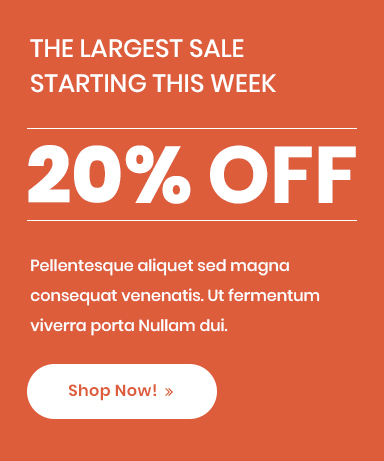 THE LARGEST SALE
STARTING THIS WEEK
20% OFF
Pellentesque aliquet sed magna
consequat venenatis. Ut fermentum
viverra porta Nullam dui.
Shop Now! »